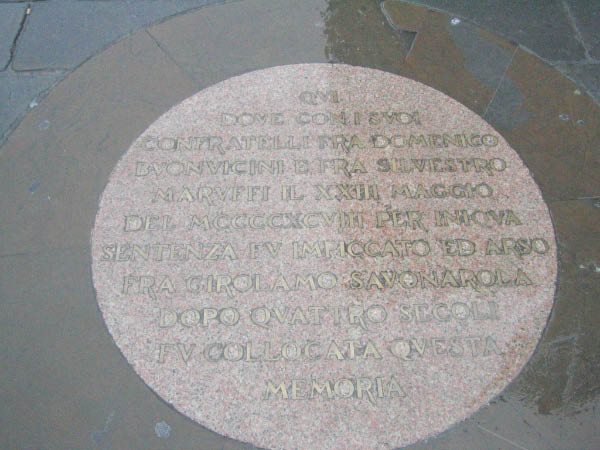 QVI
DOVE CON I SVOI
CONFRATELLI FRA DOMENICO
BVONVICINI E FRA SILVESTRO
MARVFFI IL XXIII MAGGIO
DEL MCCCCXCVIII PER INIQVA
SENTENZA FV IMPICCATO ED ARSO
FRA GIROLAMO SAVONAROLA
DOPO QVATTRO SECOLI
FV COLLOCATA QVESTA
MEMORIA